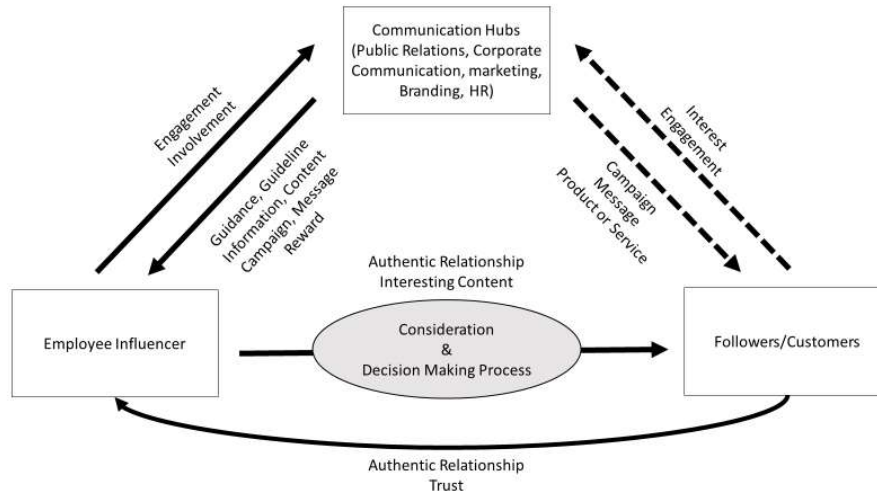 Communication Hubs
(Public Relations, Corporate
Communication, marketing,
Branding, HR)
Engagement
Involvement
Guidance, Guideline
Information, Content
Campaign, Message
Reward
Interest
Engagement
Campaign
Message
Product or Service
Authentic Relationship
Interesting Content
Employee Influencer
Consideration
&
Decision Making Process
Followers/Customers
Authentic Relationship
Trust